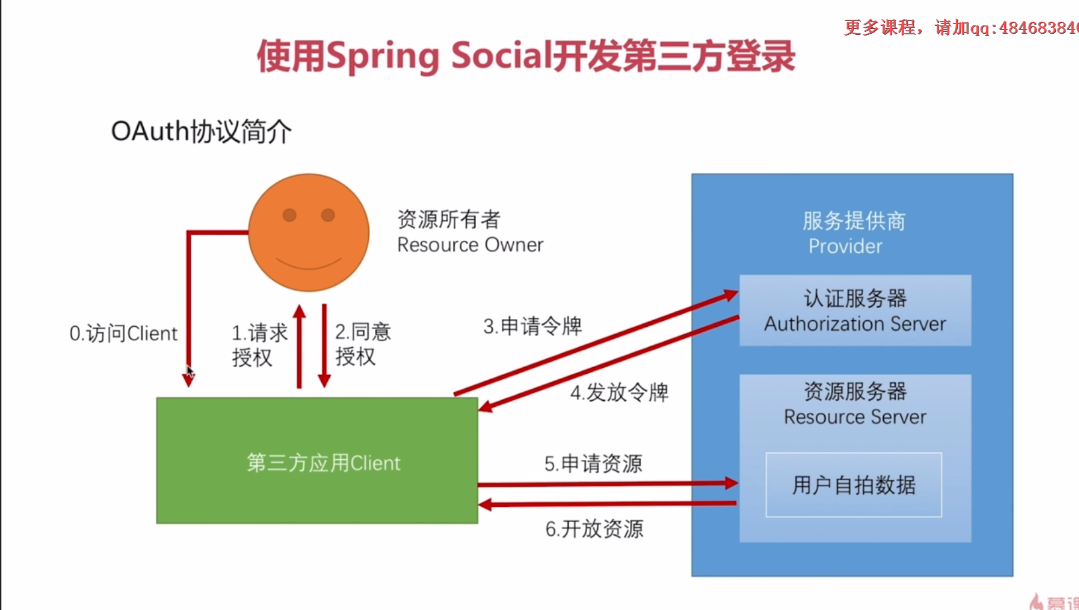 更多课程，请加qq:48468384
使用Spring Social开发第三方登录
OAuth协议简介
资源所有者
Resource Owner
服务提供商
Provider
认证服务器
Authorization Server
0.访问Client
1.请求
授权
2.同意
授权
3.申请令牌
4.发放令牌
资源服务器
Resource Server
第三方应用Client
5.申请资源
用户自拍数据
6.开放资源
慕课